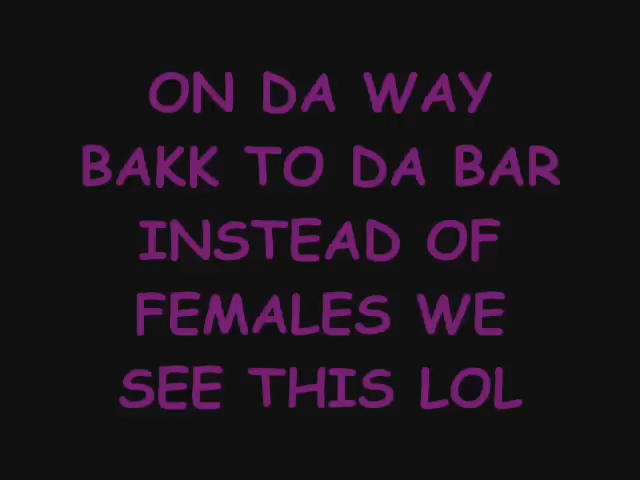 ON DA WAY
BAKK TO DA BAR
INSTEAD OF
FEMALES WE
SEE THIS LOL